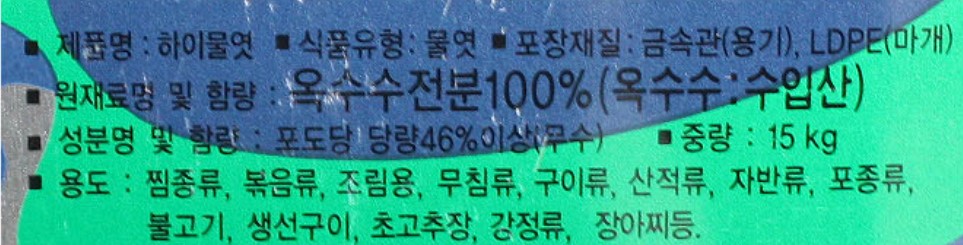 ■ 제품명 : 하이물엿 ■ 식품유형 : 물엿 ■ 포장재질 : 금속관(용기), LDPE(마개)
■ 원재료명 및 함량 : 옥수수전분100%(옥수수:수입산)
■ 성분명 및 함량 : 포도당 당량46%이상(무수) ■ 중량 : 15 kg
■ 용도 : 찜종류, 볶음류, 조림용, 무침류, 구이류, 산적류, 자반류, 포종류,
불고기, 생선구이, 초고추장, 강정류, 장아찌등.